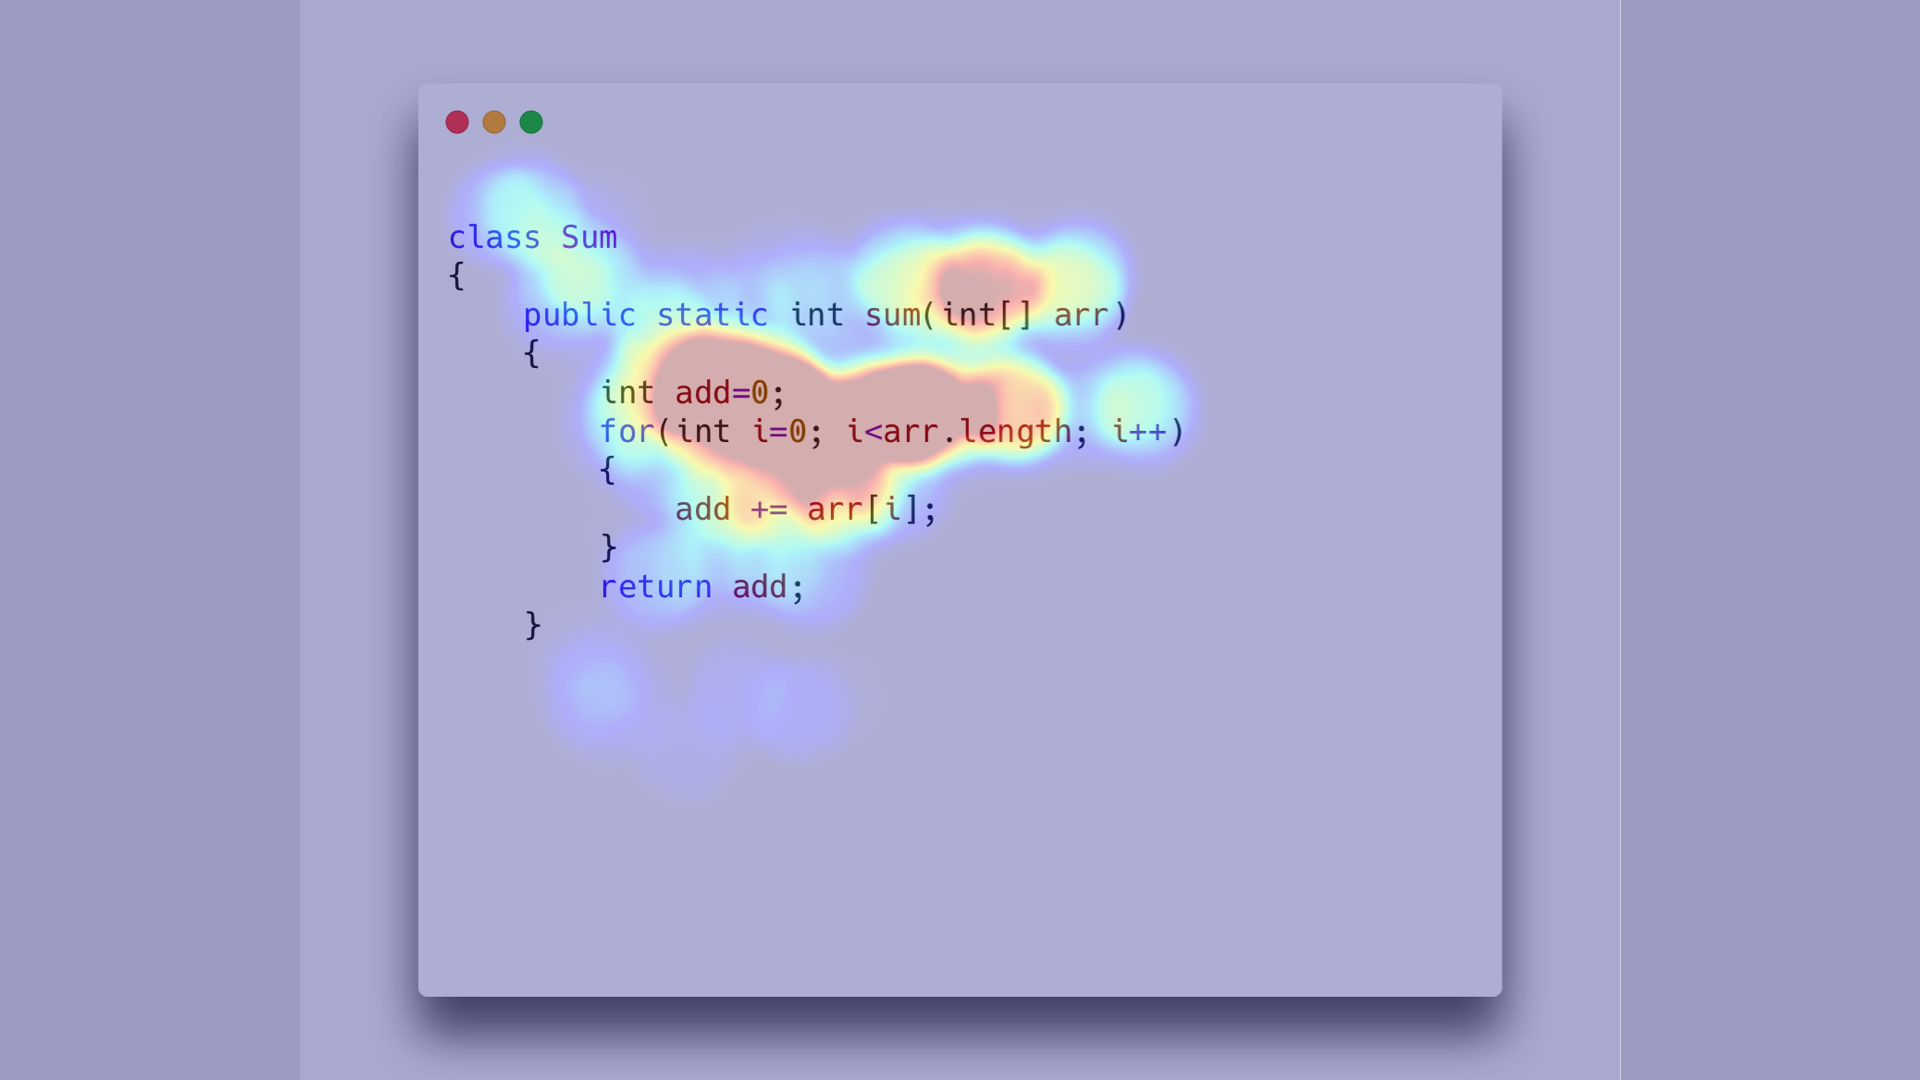 class Sum
{
    public static int sum(int[] arr)
    {
        int add=0;
        for(int i=0; i<arr.length; i++)
        {
            add += arr[i];
        }
        return add;
    }